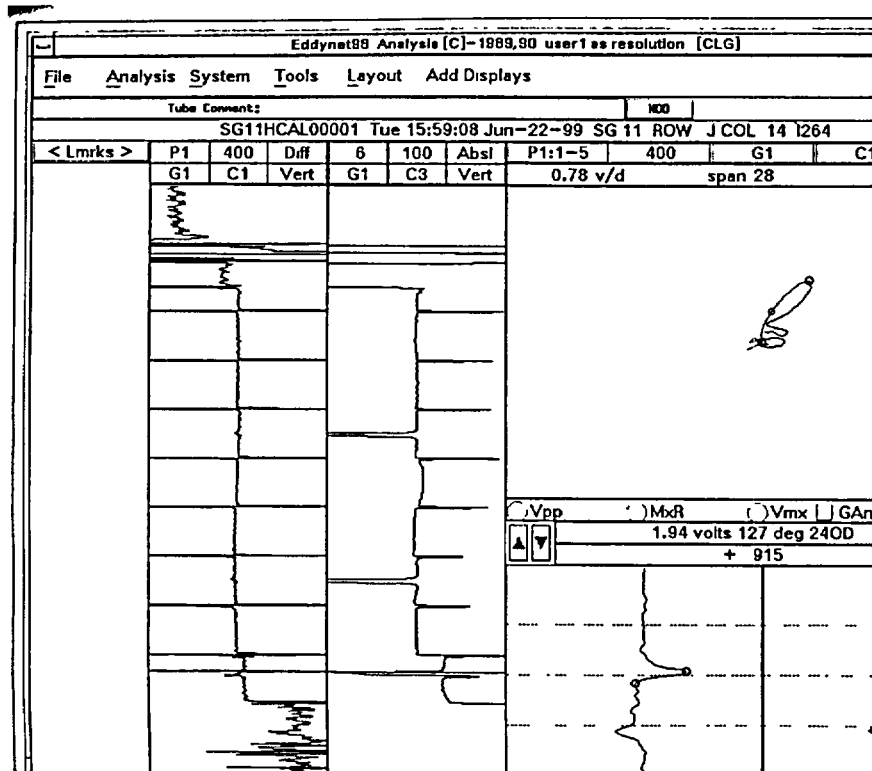 Eddynet98 Analysis [C]-1989,90 user1 as resolution [CLG]
File Analysis System Tools Layout Add Displays
Tube Comment:
SG11HCAL00001 Tue 15:59:08 Jun-22-99 SG 11 ROW J COL 14 1264
< Lmrks > P1 400 Diff 6 100 Absl P1:1-5 400 G1 C1
G1 C1 Vert G1 C3 Vert 0.78 v/d span 28
Vpp MxR Vmx GAn
1.94 volts 127 deg 24OD
+ 915